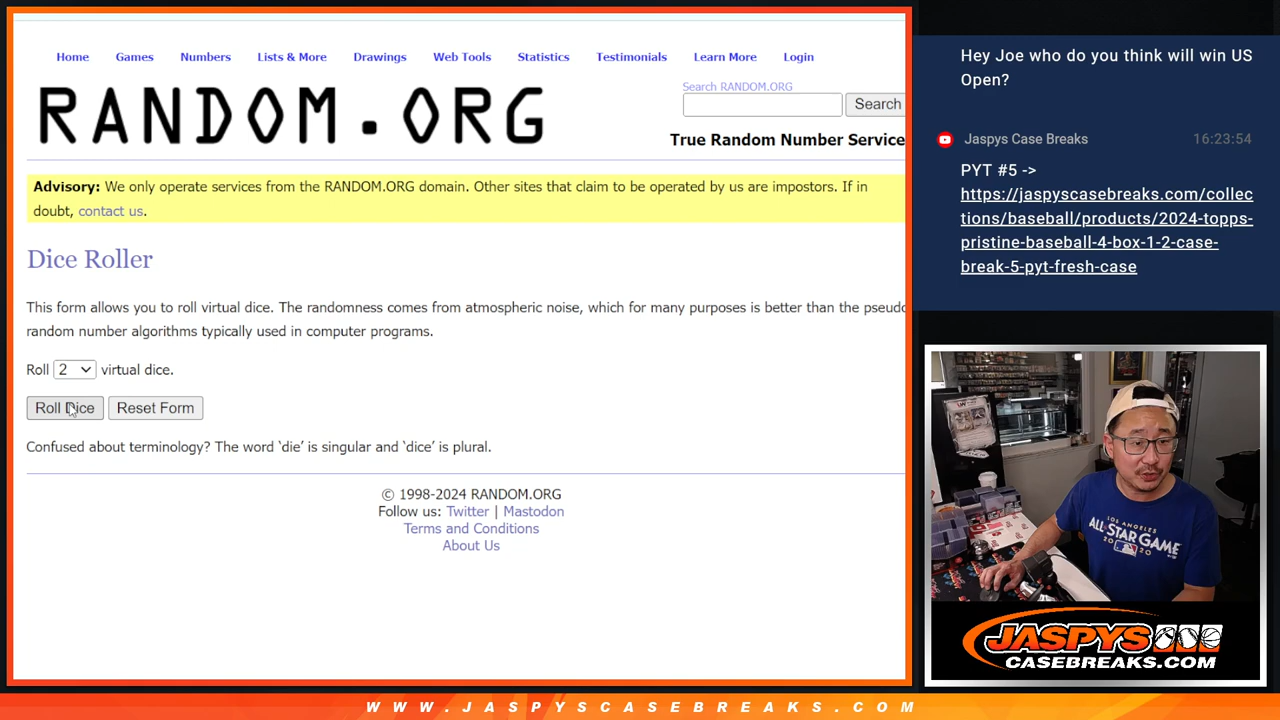 Home Games Numbers Lists & More Drawings Web Tools Statistics Testimonials Learn More Login
Search RANDOM.ORG
Search
RANDOM.ORG
True Random Number Service
Advisory: We only operate services from the RANDOM.ORG domain. Other sites that claim to be operated by us are impostors. If in
doubt, contact us.
Dice Roller
This form allows you to roll virtual dice. The randomness comes from atmospheric noise, which for many purposes is better than the pseudo
random number algorithms typically used in computer programs.
Roll 2 virtual dice.
Roll Dice Reset Form
Confused about terminology? The word ‘die’ is singular and ‘dice’ is plural.
© 1998-2024 RANDOM.ORG
Follow us: Twitter | Mastodon
Terms and Conditions
About Us
Hey Joe who do you think will win US
Open?
Jaspys Case Breaks 16:23:54
PYT #5 ->
https://jaspyscasebreaks.com/collec
tions/baseball/products/2024-topps-
pristine-baseball-4-box-1-2-case-
break-5-pyt-fresh-case
LOS ANGELES
ALL-STAR GAME
2020
JASPYS
CASEBREAKS.COM
WWW.JASPYSCASEBREAKS.COM